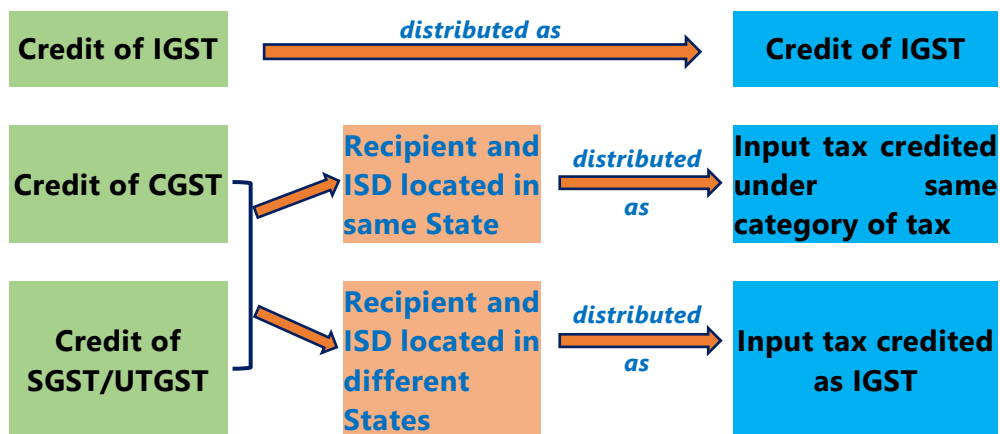 Credit of IGST
distributed as
Credit of IGST
Credit of CGST
Recipient and
ISD located in
same State
distributed
as
Input tax credited
under same
category of tax
Credit of
SGST/UTGST
Recipient and
ISD located in
different
States
distributed
as
Input tax credited
as IGST